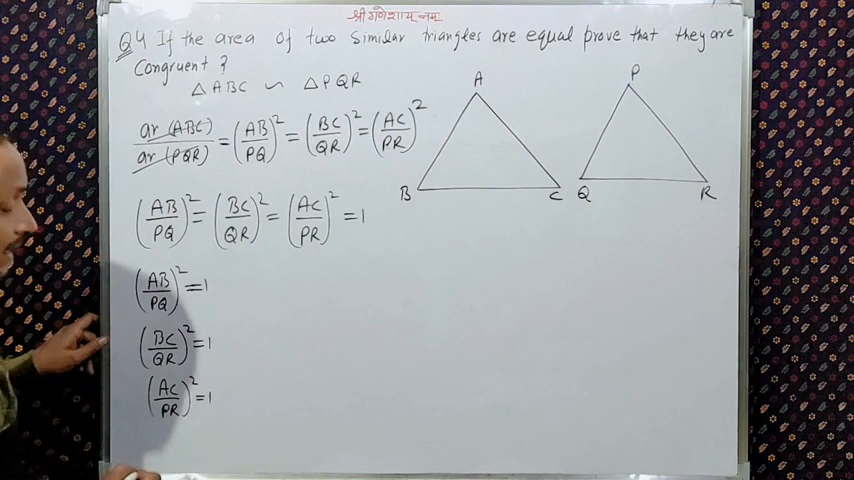 श्री गणेशाय नमः
Q4 If the area of two similar triangles are equal prove that they are
Congruent ?
△ABC ∽ △PQR
ar(ABC)/ar(PQR) = (AB/PQ)² = (BC/QR)² = (AC/PR)²
(AB/PQ)² = (BC/QR)² = (AC/PR)² = 1
(AB/PQ)² = 1
(BC/QR)² = 1
(AC/PR)² = 1
A
B
C
P
Q
R